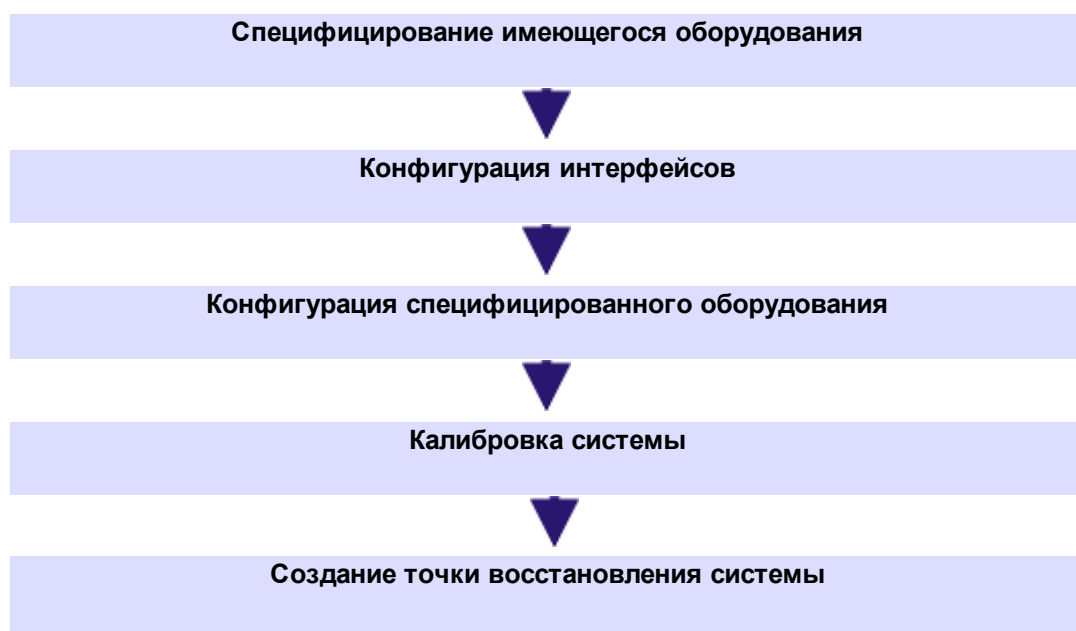 Специфицирование имеющегося оборудования
Конфигурация интерфейсов
Конфигурация специфицированного оборудования
Калибровка системы
Создание точки восстановления системы